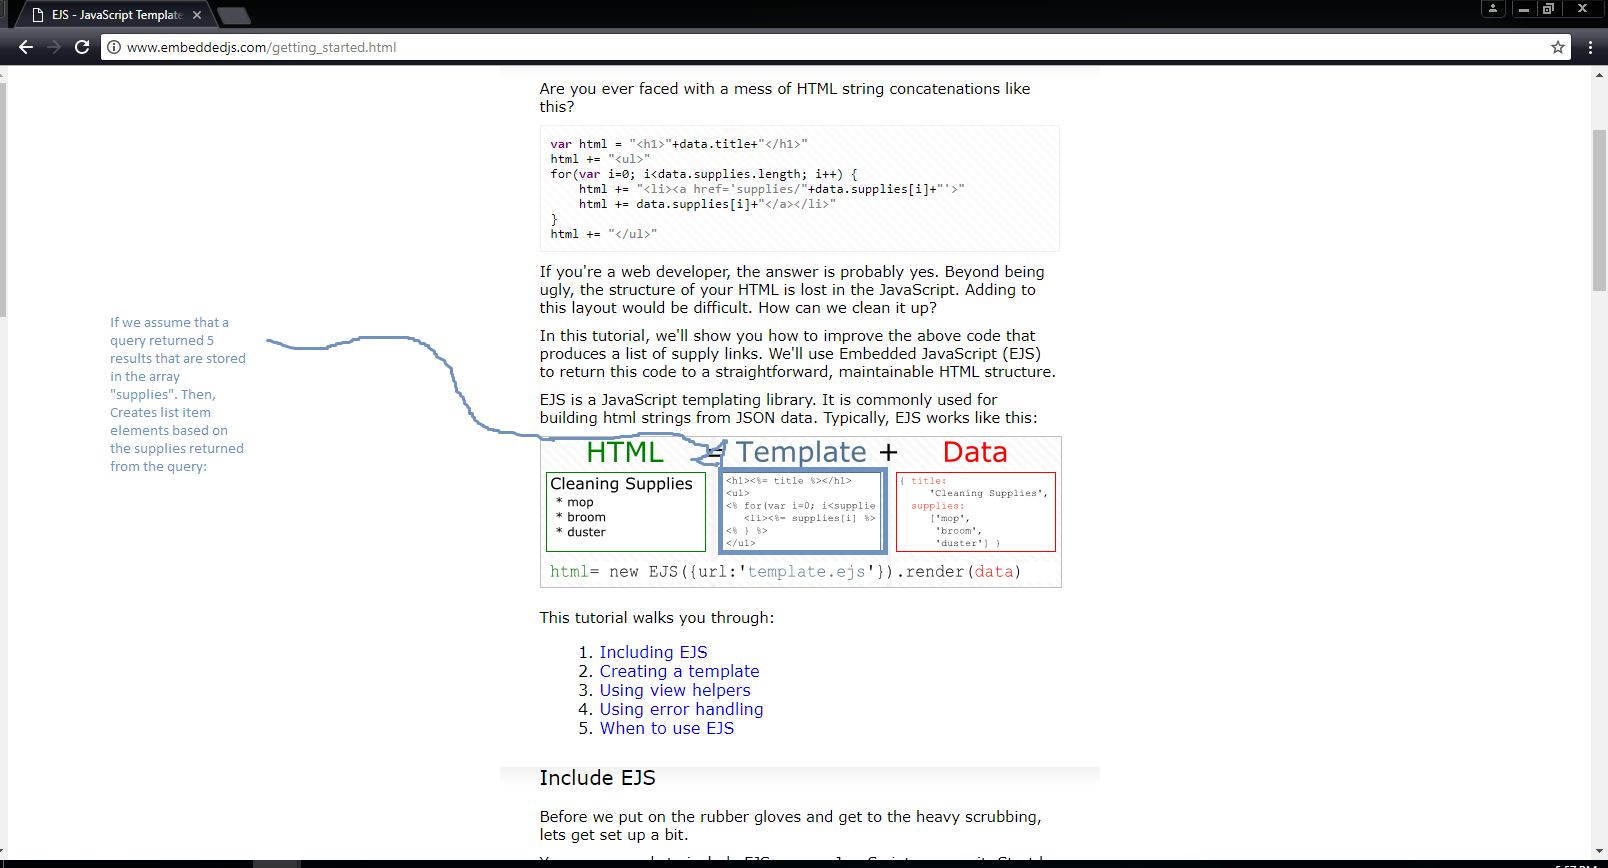 EJS - JavaScript Template
www.embeddedjs.com/getting_started.html
Are you ever faced with a mess of HTML string concatenations like
this?
var html = "<h1>"+data.title+"</h1>"
html += "<ul>"
for(var i=0; i<data.supplies.length; i++) {
    html += "<li><a href='supplies/"+data.supplies[i]+"'>"
    html += data.supplies[i]+"</a></li>"
}
html += "</ul>"
If you're a web developer, the answer is probably yes. Beyond being
ugly, the structure of your HTML is lost in the JavaScript. Adding to
this layout would be difficult. How can we clean it up?
In this tutorial, we'll show you how to improve the above code that
produces a list of supply links. We'll use Embedded JavaScript (EJS)
to return this code to a straightforward, maintainable HTML structure.
EJS is a JavaScript templating library. It is commonly used for
building html strings from JSON data. Typically, EJS works like this:
If we assume that a
query returned 5
results that are stored
in the array
"supplies". Then,
Creates list item
elements based on
the supplies returned
from the query:
HTML = Template + Data
Cleaning Supplies
* mop
* broom
* duster
<h1><%= title %></h1>
<ul>
<% for(var i=0; i<supplie
   <li><%= supplies[i] %>
<% } %>
</ul>
{ title:
     'Cleaning Supplies',
  supplies:
     ['mop',
      'broom',
      'duster'] }
html= new EJS({url:'template.ejs'}).render(data)
This tutorial walks you through:
1. Including EJS
2. Creating a template
3. Using view helpers
4. Using error handling
5. When to use EJS
Include EJS
Before we put on the rubber gloves and get to the heavy scrubbing,
lets get set up a bit.